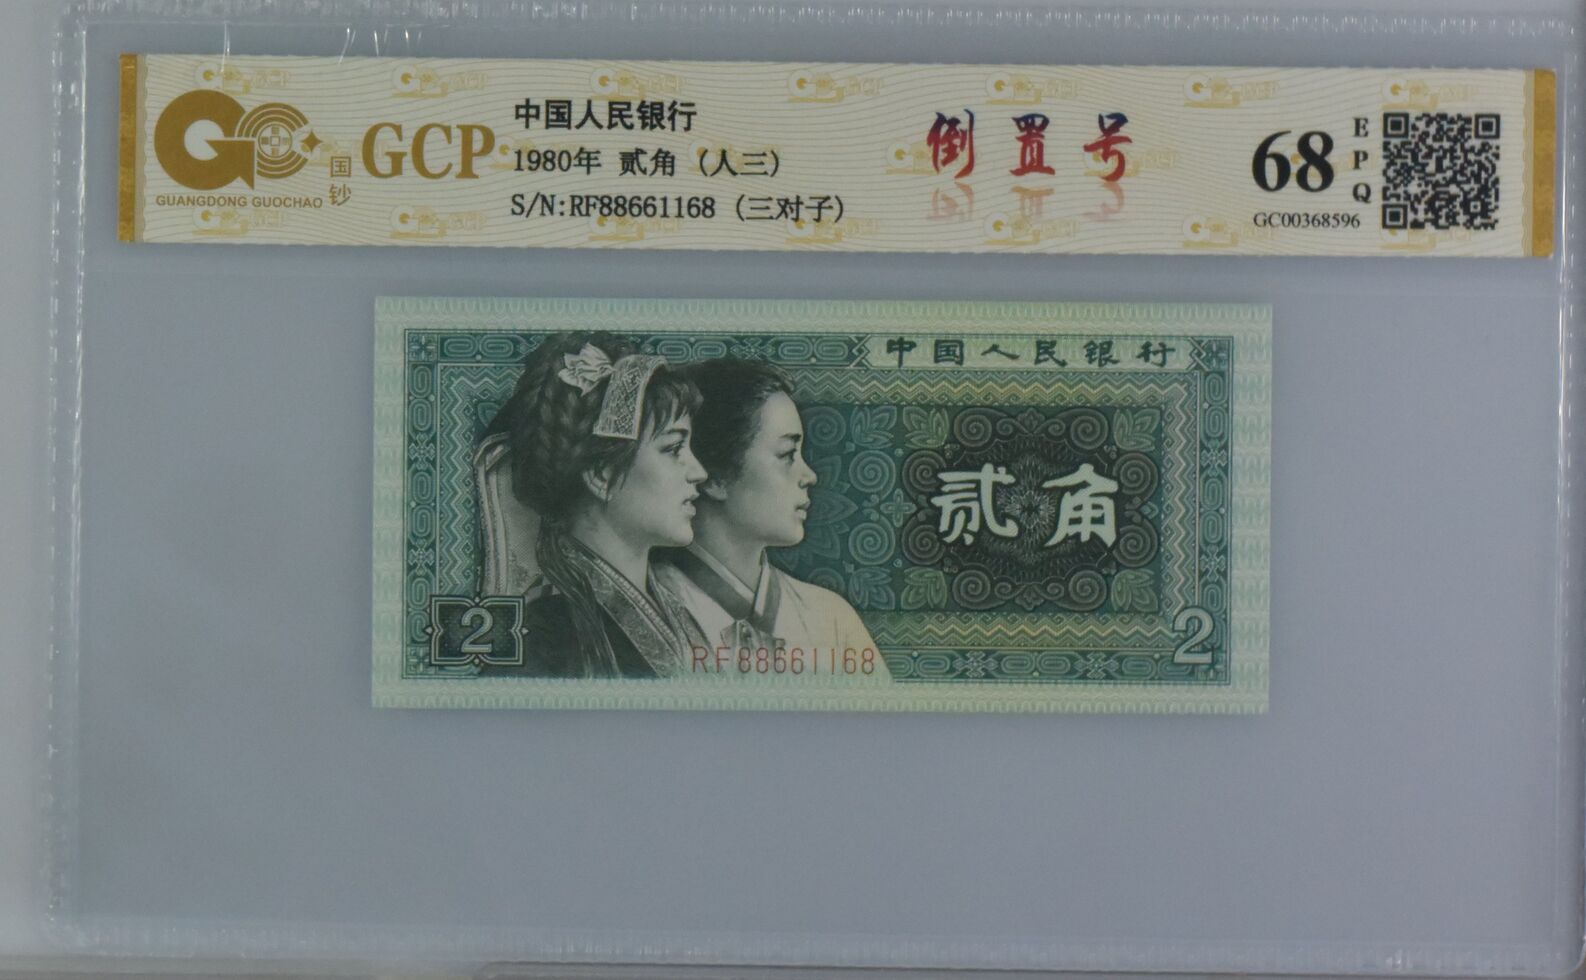 GUANGDONG GUOCHAO
国钞
GCP
中国人民银行
1980年 贰角 (人三)
S/N:RF88661168 (三对子)
倒置号
68
EPQ
GC00368596
中国人民银行
贰角
2
2
RF88661168